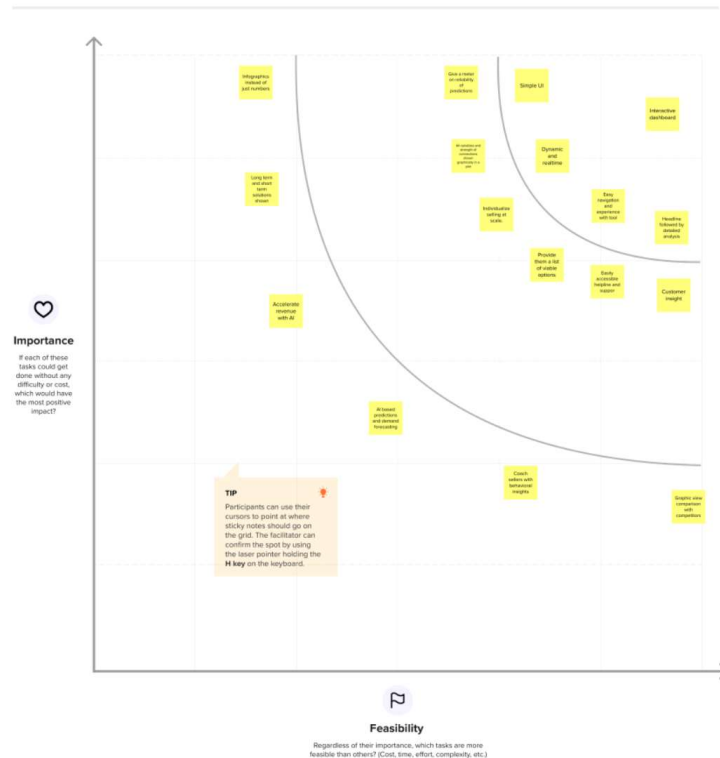 Infographics
instead of
just numbers
Give a meter
on reliability
of
predictions
Simple UI
Interactive
dashboard
Dynamic
and
realtime
Long term
and short
term
solutions
shown
Individualize
selling at
scale
Easy
navigation
and
experience
with tool
Headline
followed by
detailed
analysis
Provide
them a list
of viable
options
Easily
accessible
helpline and
support
Customer
insight
Accelerate
revenue
with AI
AI based
predictions
and demand
forecasting
Coach
sellers with
behavioral
insights
Graphic view
comparison
with
competitors
Importance
If each of these
tasks could get
done without any
difficulty or cost,
which would have
the most positive
impact?
TIP
Participants can use their
cursors to point at where
sticky notes should go on
the grid. The facilitator can
confirm the spot by using
the laser pointer holding the
H key on the keyboard.
Feasibility
Regardless of their importance, which tasks are more
feasible than others? (Cost, time, effort, complexity, etc.)